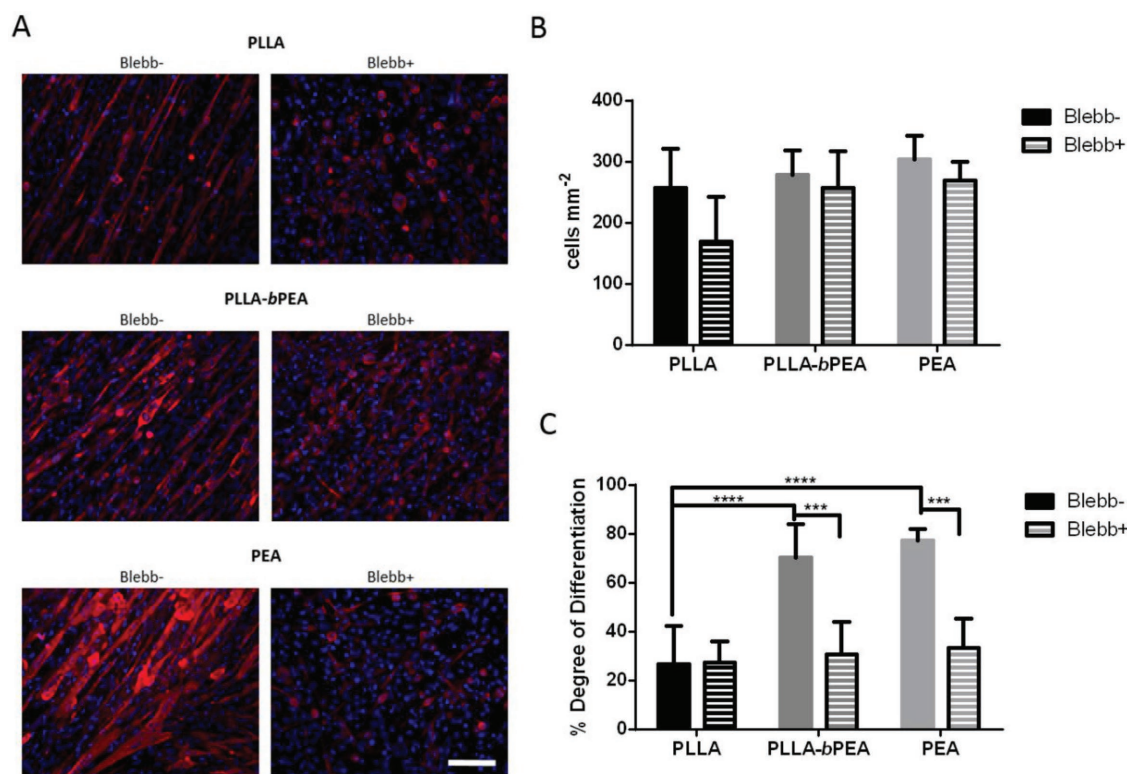 A
PLLA
Blebb-
Blebb+
PLLA-bPEA
Blebb-
Blebb+
PEA
Blebb-
Blebb+
B
cells mm-2
400
300
200
100
0
PLLA
PLLA-bPEA
PEA
Blebb-
Blebb+
C
% Degree of Differentiation
100
80
60
40
20
0
****
****
***
***
PLLA
PLLA-bPEA
PEA
Blebb-
Blebb+